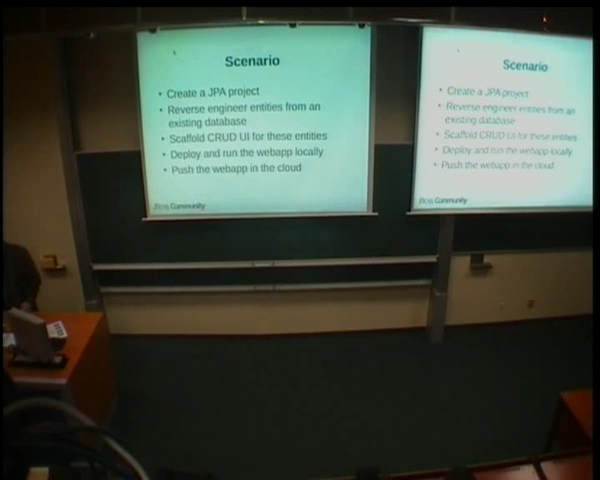 Scenario
• Create a JPA project
• Reverse engineer entities from an
existing database
• Scaffold CRUD UI for these entities
• Deploy and run the webapp locally
• Push the webapp in the cloud
JBoss Community
Scenario
• Create a JPA project
• Reverse engineer entities from an
existing database
• Scaffold CRUD UI for these entities
• Deploy and run the webapp locally
• Push the webapp in the cloud
JBoss Community